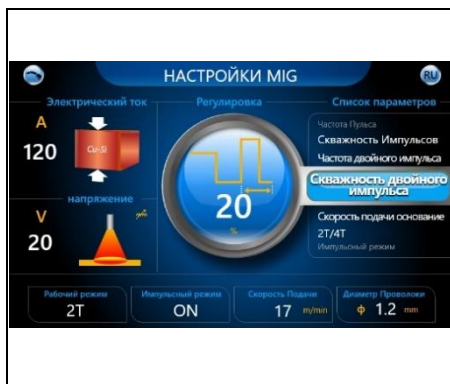 НАСТРОЙКИ MIG
RU
Электрический ток
Регулировка
Список параметров
A
120
Cu-Si
напряжение
V
20
20
%
Частота Пульса
Скважность Импульсов
Частота двойного импульса
Скважность двойного
импульса
Скорость подачи основание
2T/4T
Импульсный режим
Рабочий режим
2T
Импульсный режим
ON
Скорость Подачи
17 m/min
Диаметр Проволоки
ϕ 1.2 mm